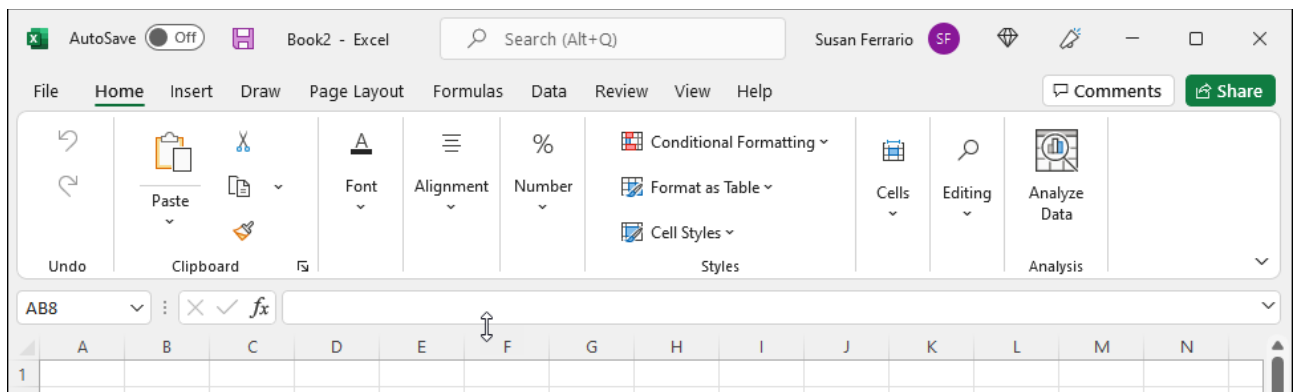 AutoSave Off Book2 - Excel Search (Alt+Q) Susan Ferrario SF
File Home Insert Draw Page Layout Formulas Data Review View Help Comments Share
Paste
Font
Alignment
Number
%
A
Conditional Formatting
Format as Table
Cell Styles
Cells
Editing
Analyze
Data
Undo Clipboard Styles Analysis
AB8 fx
A B C D E F G H I J K L M N
1